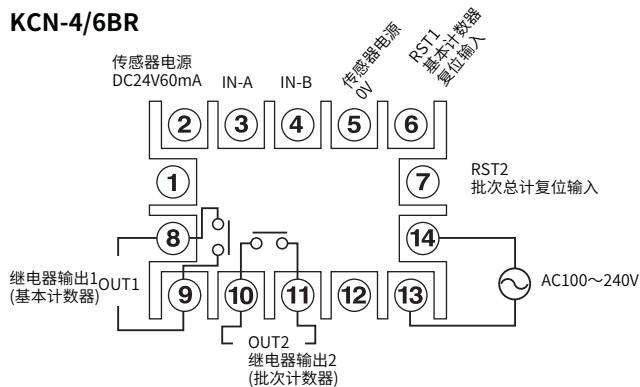 KCN-4/6BR
传感器电源
DC24V60mA
IN-A
IN-B
传感器电源
0V
RST1
基本计数器
复位输入
2
3
4
5
6
1
7
RST2
批次总计复位输入
8
14
继电器输出1
(基本计数器)
OUT1
9
10
11
12
13
AC100～240V
OUT2
继电器输出2
(批次计数器)